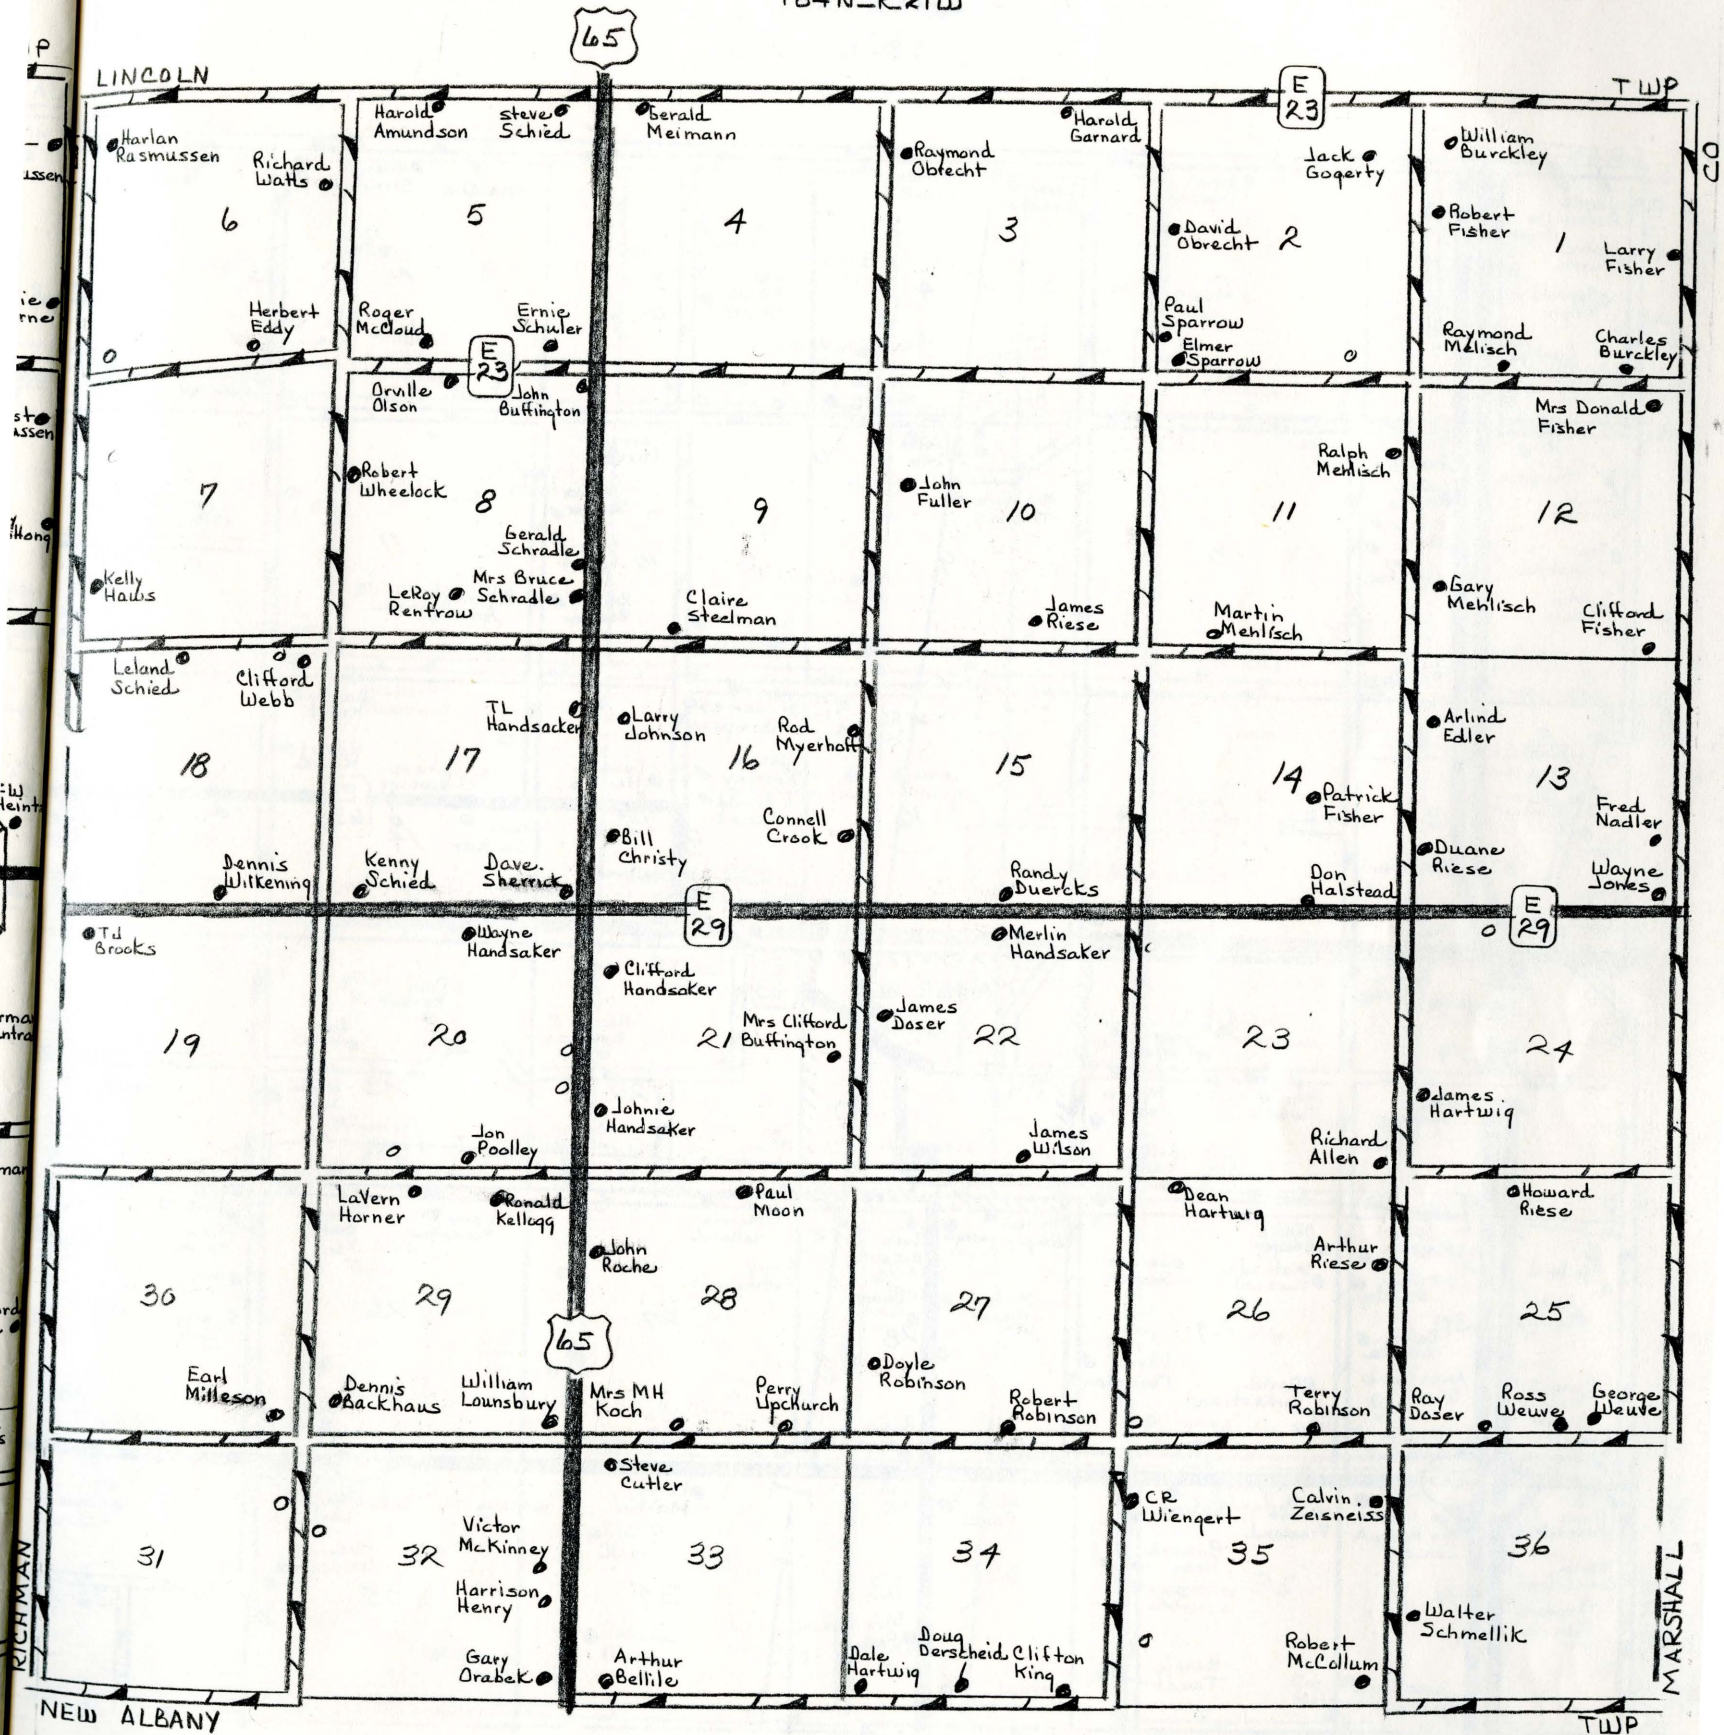 T84N-R21W
65
LINCOLN
TWP
E
23
CO
Harlan
Rasmussen
Richard
Watts
6
Herbert
Eddy
Harold
Amundson
Steve
Schied
5
Roger
McCloud
Ernie
Schuler
Gerald
Meimann
4
Harold
Garnard
Raymond
Obrecht
3
Jack
Gogerty
David
Obrecht
2
Paul
Sparrow
Elmer
Sparrow
William
Burckley
Robert
Fisher
1
Larry
Fisher
Raymond
Melisch
Charles
Burckley
E
23
7
Kelly
Haws
Orville
Olson
John
Buffington
Robert
Wheelock
8
Gerald
Schradle
Mrs Bruce
Schradle
LeRoy
Rentrow
9
Claire
Steelman
John
Fuller
10
James
Riese
Ralph
Mehlisch
11
Martin
Mehlisch
Mrs Donald
Fisher
12
Gary
Mehlisch
Clifford
Fisher
Leland
Schied
Clifford
Webb
18
Dennis
Wilkening
TL
Handsacker
17
Kenny
Schied
Dave.
Sherrick
Larry
Johnson
Rod
Myerhoff
16
Bill
Christy
Connell
Crook
15
Randy
Duercks
14
Patrick
Fisher
Don
Halstead
Arlind
Edler
13
Fred
Nadler
Duane
Riese
Wayne
Jones
E
29
E
29
TJ
Brooks
19
Wayne
Handsaker
20
Jon
Poolley
Clifford
Handsaker
Mrs Clifford
Buffington
21
Johnie
Handsaker
Merlin
Handsaker
James
Doser
22
James
Wilson
23
Richard
Allen
24
James.
Hartwig
30
Earl
Milleson
LaVern
Horner
Ronald
Kellogg
29
Dennis
Backhaus
William
Lounsbury
Paul
Moon
John
Roche
28
65
Mrs MH
Koch
Perry
Upchurch
27
Doyle
Robinson
Robert
Robinson
Dean
Hartwig
Arthur
Riese
26
Terry
Robinson
Howard
Riese
25
Ray
Doser
Ross
Weuve
George
Weuve
31
Victor
McKinney
32
Harrison
Henry
Gary
Orabek
Steve
Cutler
33
Arthur
Bellile
34
Dale
Hartwig
Doug
Derscheid
Clifton
King
CR
Wiengert
Calvin.
Zeisneiss
35
Robert
McCollum
36
Walter
Schmellik
RICHMAN
MARSHALL
NEW ALBANY
TWP